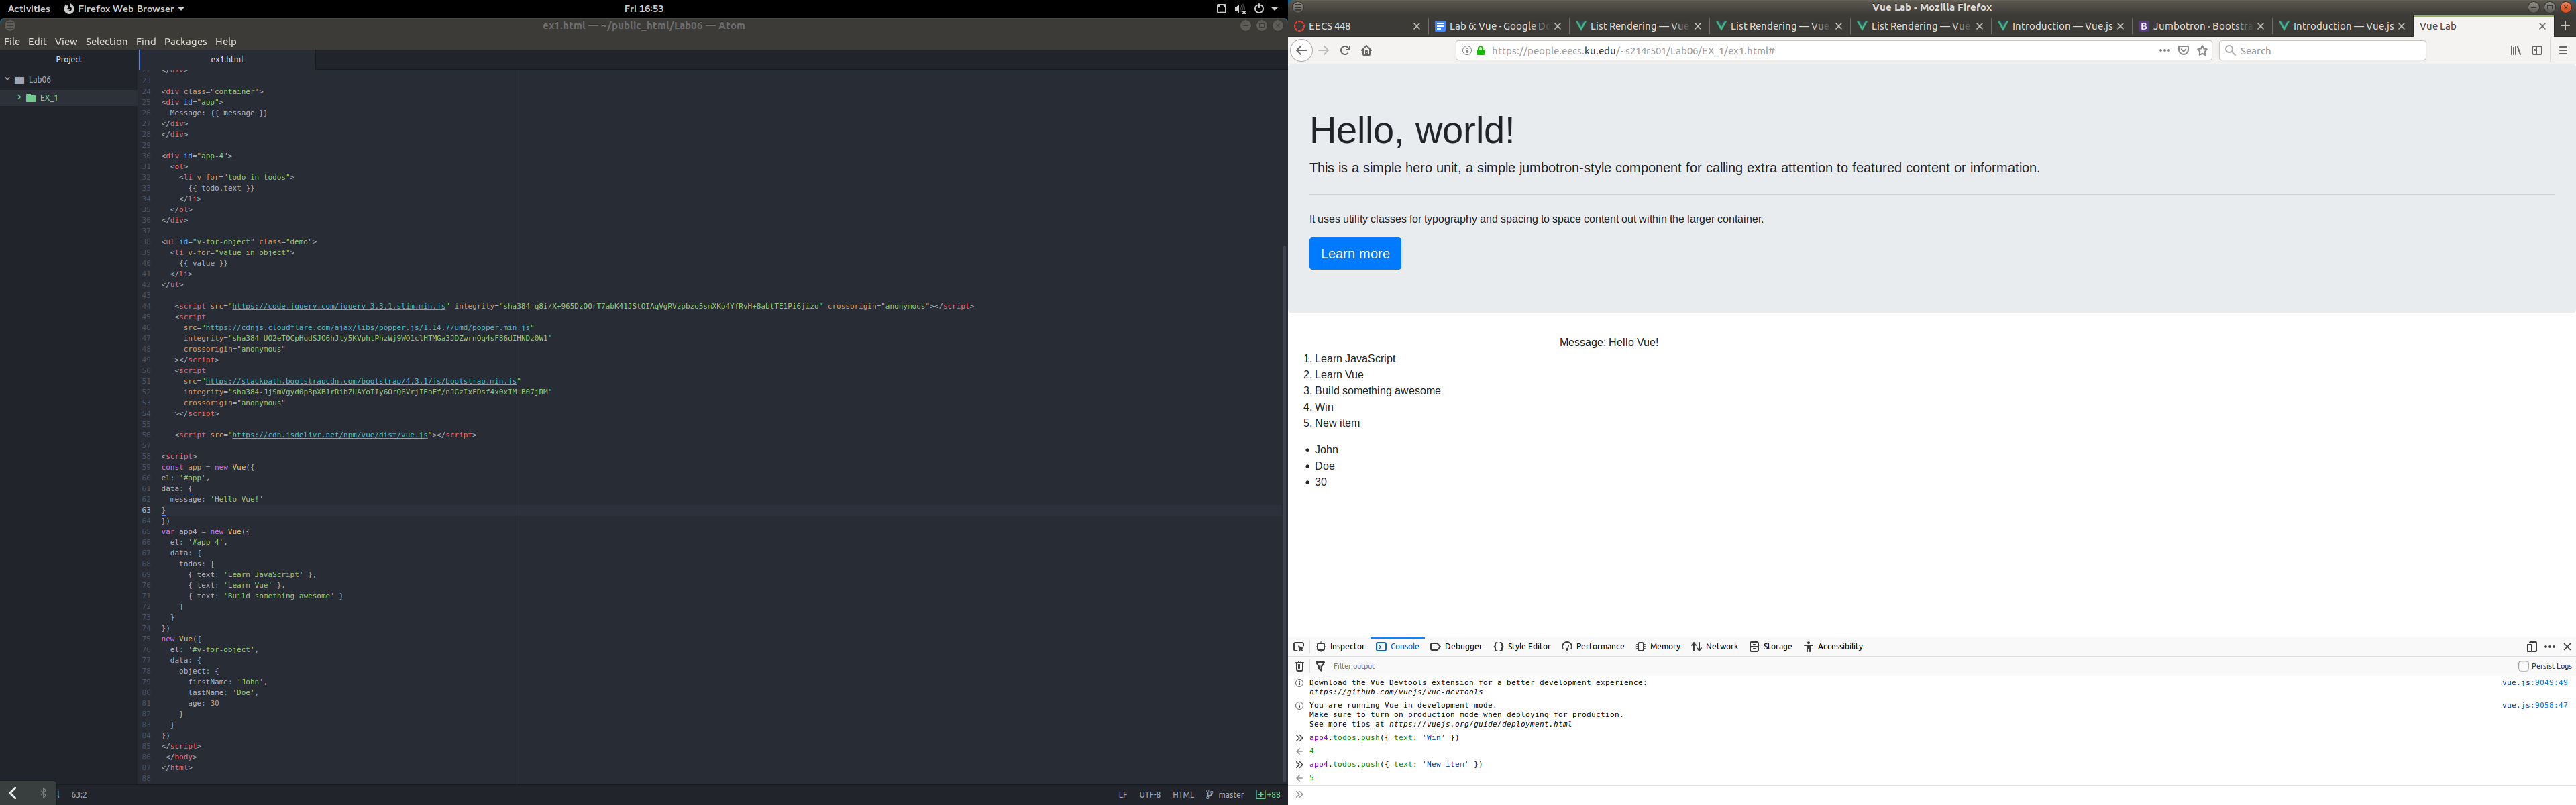 Activities Firefox Web Browser Fri 16:53
ex1.html — ~/public_html/Lab06 — Atom
File Edit View Selection Find Packages Help
Project
ex1.html
Lab06
EX_1
22 </div>
23
24 <div class="container">
25 <div id="app">
26 Message: {{ message }}
27 </div>
28 </div>
29
30 <div id="app-4">
31 <ol>
32 <li v-for="todo in todos">
33 {{ todo.text }}
34 </li>
35 </ol>
36 </div>
37
38 <ul id="v-for-object" class="demo">
39 <li v-for="value in object">
40 {{ value }}
41 </li>
42 </ul>
43
44 <script src="https://code.jquery.com/jquery-3.3.1.slim.min.js" integrity="sha384-q8i/X+965DzO0rT7abK41JStQIAqVgRVzpbzo5smXKp4YfRvH+8abtTE1Pi6jizo" crossorigin="anonymous"></script>
45 <script
46 src="https://cdnjs.cloudflare.com/ajax/libs/popper.js/1.14.7/umd/popper.min.js"
47 integrity="sha384-UO2eT0CpHqdSJQ6hJty5KVphtPhzWj9WO1clHTMGa3JDZwrnQq4sF86dIHNDz0W1"
48 crossorigin="anonymous"
49 ></script>
50 <script
51 src="https://stackpath.bootstrapcdn.com/bootstrap/4.3.1/js/bootstrap.min.js"
52 integrity="sha384-JjSmVgyd0p3pXB1rRibZUAYoIIy6OrQ6VrjIEaFf/nJGzIxFDsf4x0xIM+B07jRM"
53 crossorigin="anonymous"
54 ></script>
55
56 <script src="https://cdn.jsdelivr.net/npm/vue/dist/vue.js"></script>
57
58 <script>
59 const app = new Vue({
60 el: '#app',
61 data: {
62 message: 'Hello Vue!'
63 }
64 })
65 var app4 = new Vue({
66 el: '#app-4',
67 data: {
68 todos: [
69 { text: 'Learn JavaScript' },
70 { text: 'Learn Vue' },
71 { text: 'Build something awesome' }
72 ]
73 }
74 })
75 new Vue({
76 el: '#v-for-object',
77 data: {
78 object: {
79 firstName: 'John',
80 lastName: 'Doe',
81 age: 30
82 }
83 }
84 })
85 </script>
86 </body>
87 </html>
88
l 63:2 LF UTF-8 HTML master +88
Vue Lab - Mozilla Firefox
EECS 448 Lab 6: Vue - Google Do List Rendering — Vue List Rendering — Vue List Rendering — Vue Introduction — Vue.js Jumbotron · Bootstra Introduction — Vue.js Vue Lab
https://people.eecs.ku.edu/~s214r501/Lab06/EX_1/ex1.html# Search
Hello, world!
This is a simple hero unit, a simple jumbotron-style component for calling extra attention to featured content or information.
It uses utility classes for typography and spacing to space content out within the larger container.
Learn more
Message: Hello Vue!
1. Learn JavaScript
2. Learn Vue
3. Build something awesome
4. Win
5. New item
• John
• Doe
• 30
Inspector Console Debugger Style Editor Performance Memory Network Storage Accessibility
Filter output Persist Logs
Download the Vue Devtools extension for a better development experience: vue.js:9049:49
https://github.com/vuejs/vue-devtools
You are running Vue in development mode. vue.js:9058:47
Make sure to turn on production mode when deploying for production.
See more tips at https://vuejs.org/guide/deployment.html
app4.todos.push({ text: 'Win' })
4
app4.todos.push({ text: 'New item' })
5